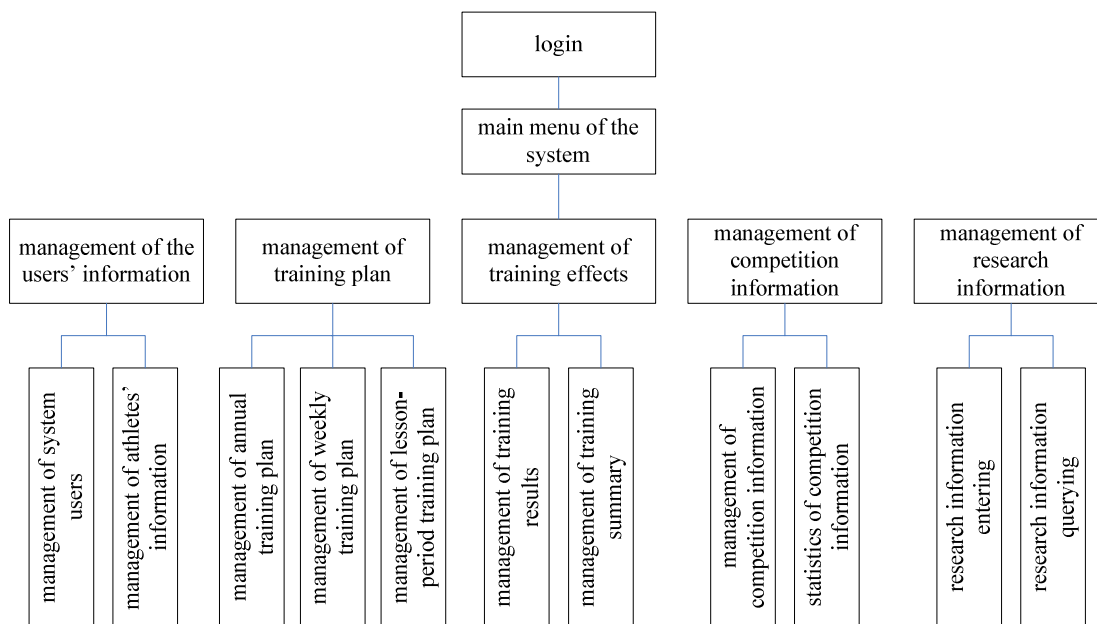 login
main menu of the
system
management of the
users’ information
management of
training plan
management of
training effects
management of
competition
information
management of
research
information
management of system
users
management of athletes’
information
management of annual
training plan
management of weekly
training plan
management of lesson-
period training plan
management of training
results
management of training
summary
management of
competition information
statistics of competition
information
research information
entering
research information
querying